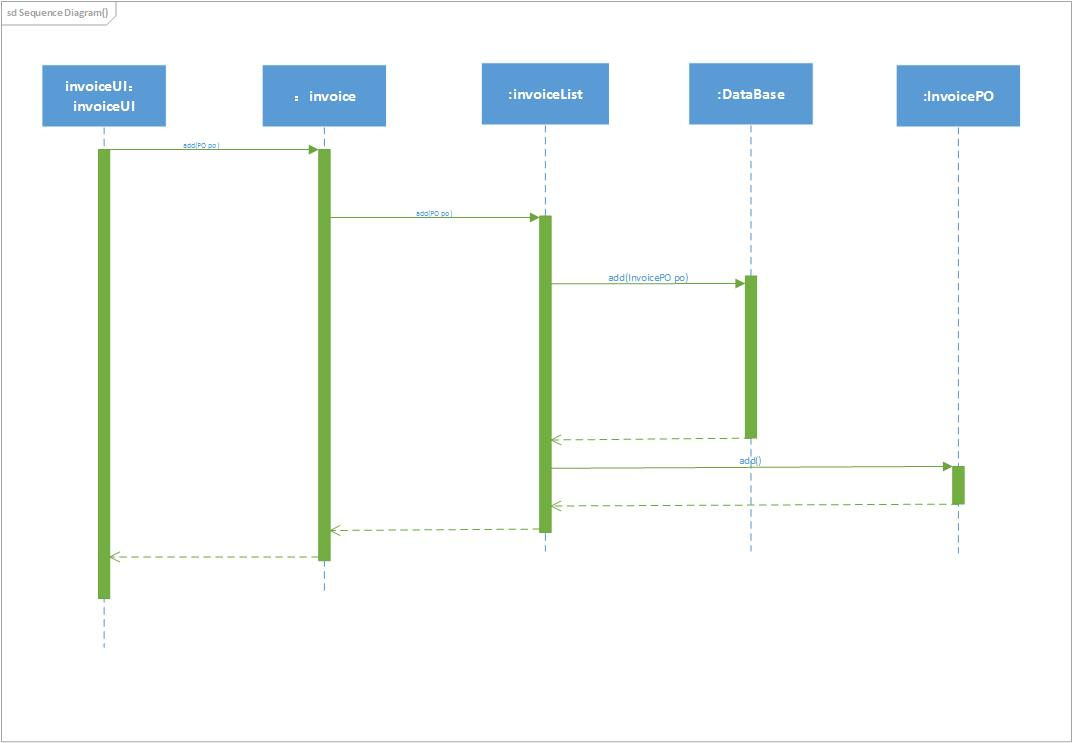 sd Sequence Diagram()
invoiceUI：
invoiceUI
： invoice
:invoiceList
:DataBase
:InvoicePO
add(PO po)
add(PO po)
add(InvoicePO po)
add()